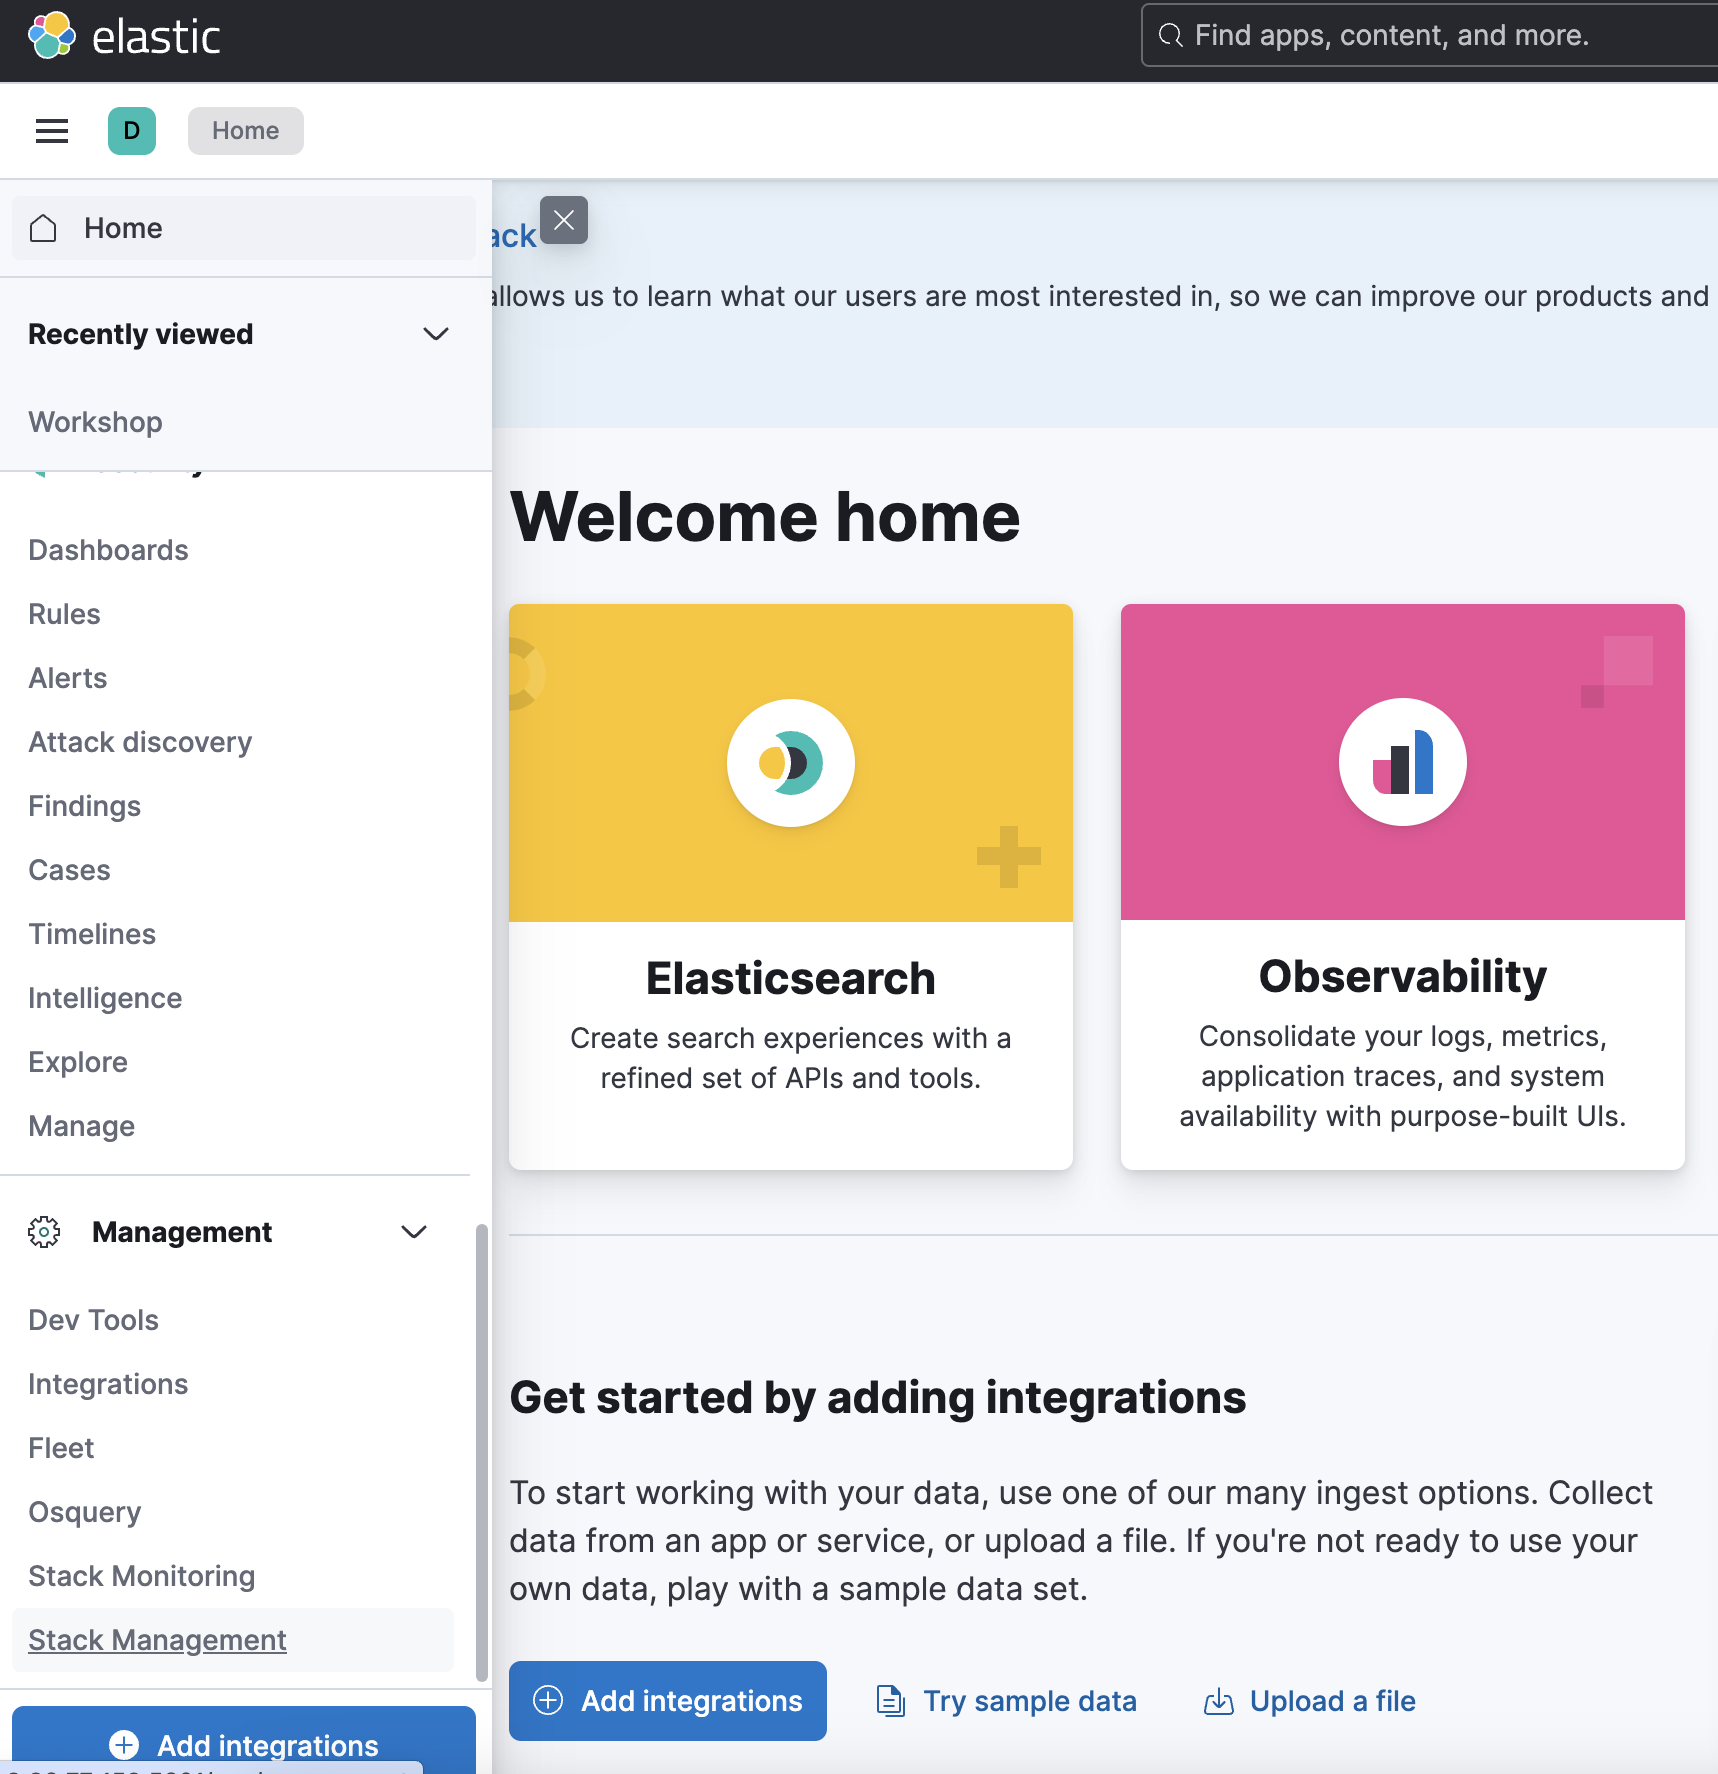 elastic
Find apps, content, and more.
D
Home
Home
Recently viewed
Workshop
Dashboards
Rules
Alerts
Attack discovery
Findings
Cases
Timelines
Intelligence
Explore
Manage
Management
Dev Tools
Integrations
Fleet
Osquery
Stack Monitoring
Stack Management
Add integrations
ack
allows us to learn what our users are most interested in, so we can improve our products and
Welcome home
Elasticsearch
Create search experiences with a
refined set of APIs and tools.
Observability
Consolidate your logs, metrics,
application traces, and system
availability with purpose-built UIs.
Get started by adding integrations
To start working with your data, use one of our many ingest options. Collect
data from an app or service, or upload a file. If you're not ready to use your
own data, play with a sample data set.
Add integrations
Try sample data
Upload a file